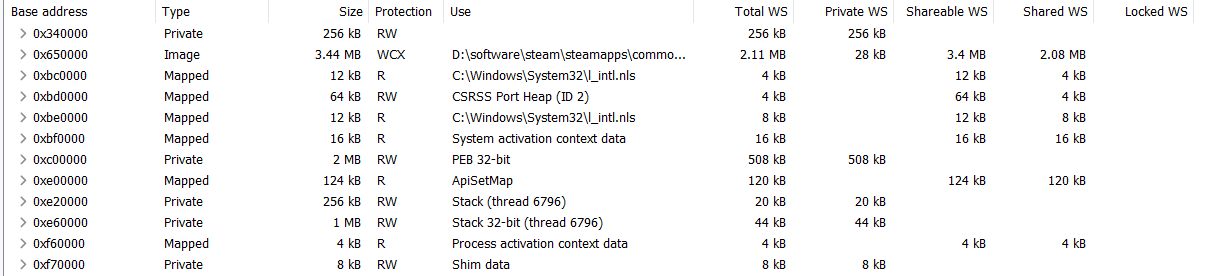 Base address Type Size Protection Use Total WS Private WS Shareable WS Shared WS Locked WS
0x340000 Private 256 kB RW 256 kB 256 kB
0x650000 Image 3.44 MB WCX D:\software\steam\steamapps\commo... 2.11 MB 28 kB 3.4 MB 2.08 MB
0xbc0000 Mapped 12 kB R C:\Windows\System32\l_intl.nls 4 kB 12 kB 4 kB
0xbd0000 Mapped 64 kB RW CSRSS Port Heap (ID 2) 4 kB 64 kB 4 kB
0xbe0000 Mapped 12 kB R C:\Windows\System32\l_intl.nls 8 kB 12 kB 8 kB
0xbf0000 Mapped 16 kB R System activation context data 16 kB 16 kB 16 kB
0xc00000 Private 2 MB RW PEB 32-bit 508 kB 508 kB
0xe00000 Mapped 124 kB R ApiSetMap 120 kB 124 kB 120 kB
0xe20000 Private 256 kB RW Stack (thread 6796) 20 kB 20 kB
0xe60000 Private 1 MB RW Stack 32-bit (thread 6796) 44 kB 44 kB
0xf60000 Mapped 4 kB R Process activation context data 4 kB 4 kB 4 kB
0xf70000 Private 8 kB RW Shim data 8 kB 8 kB